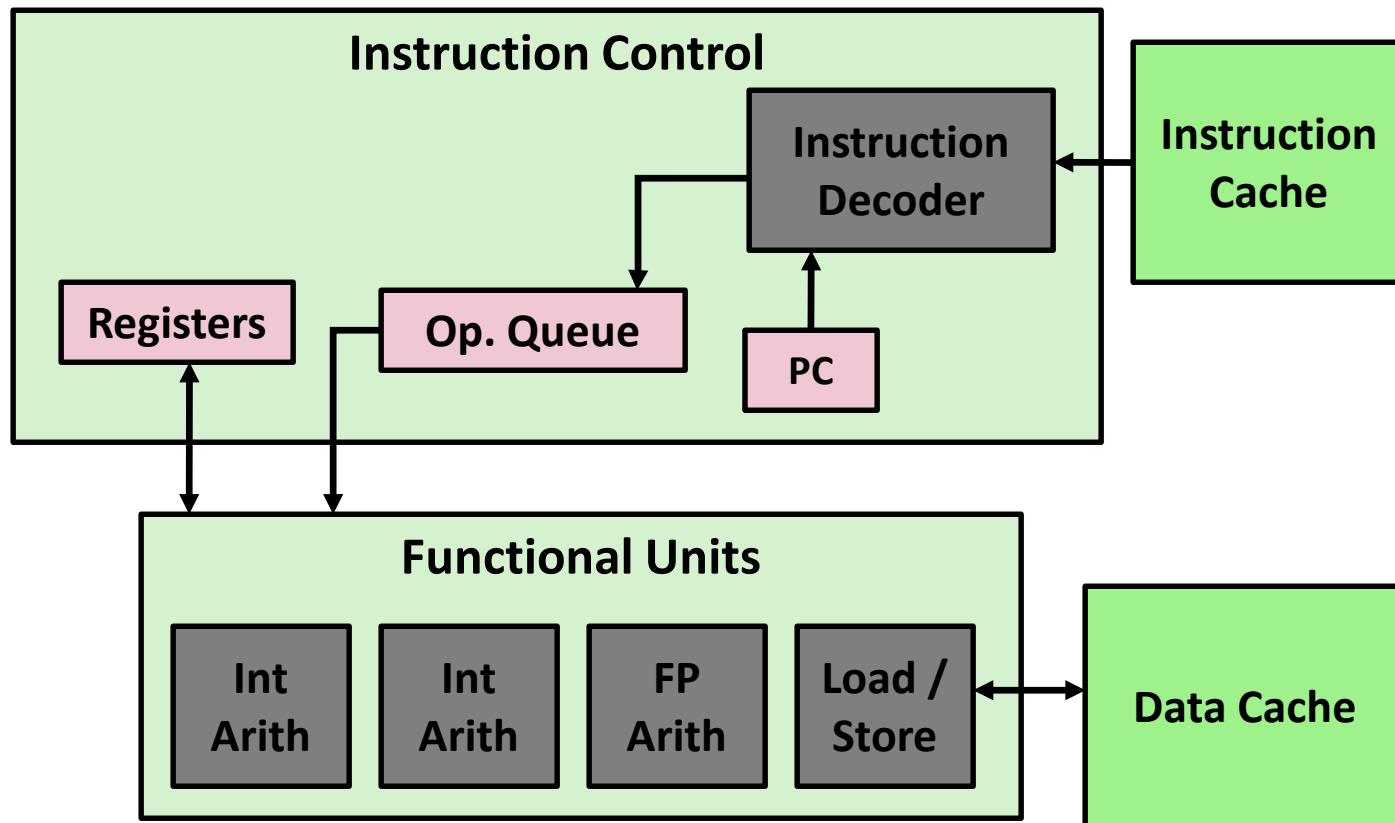 Instruction Control
Instruction
Decoder
Instruction
Cache
Registers
Op. Queue
PC
Functional Units
Int
Arith
Int
Arith
FP
Arith
Load /
Store
Data Cache